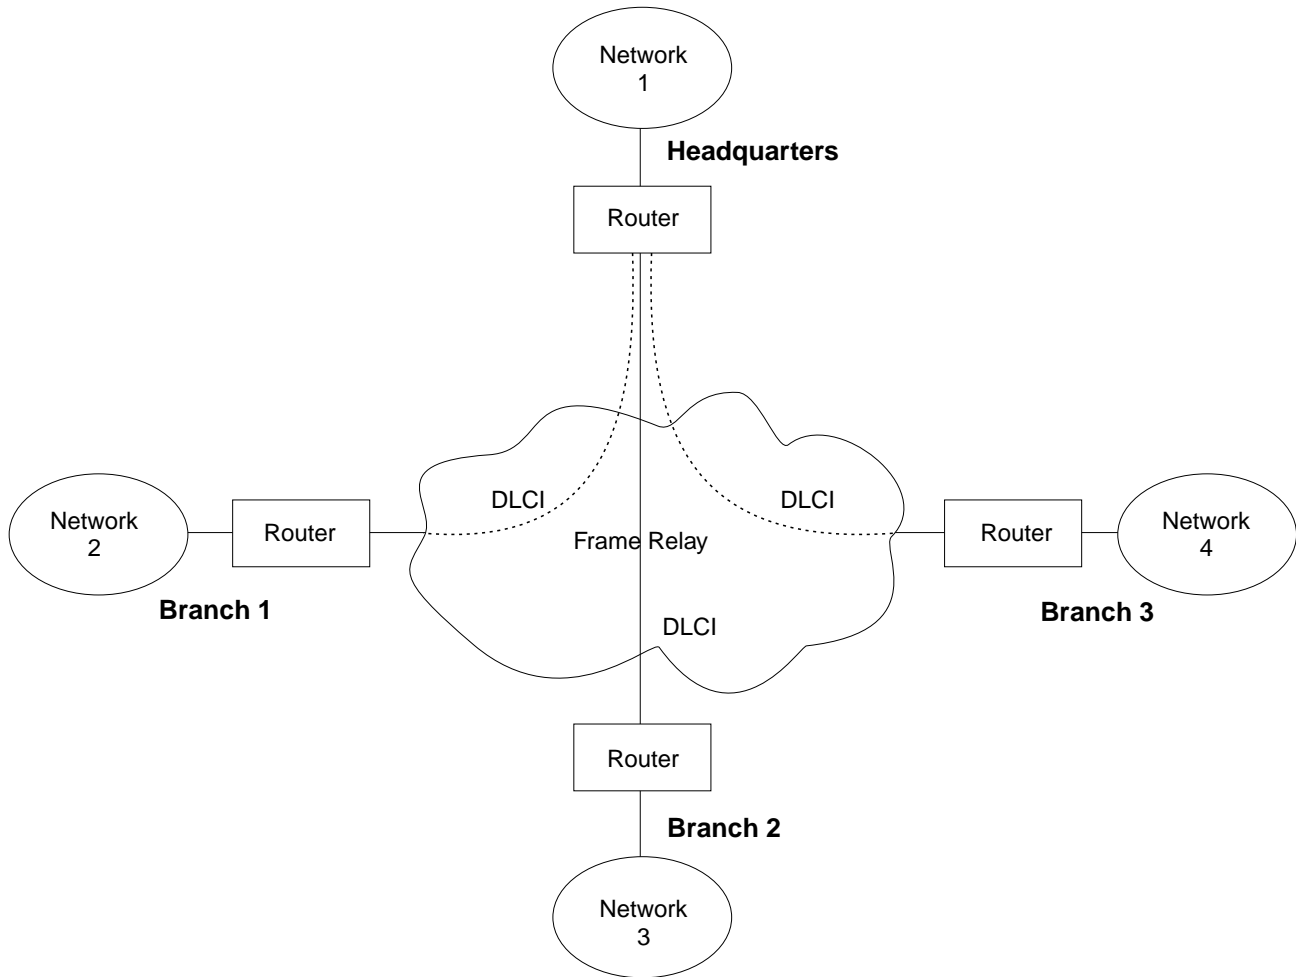 Network
1
Headquarters
Router
DLCI
DLCI
Network
2
Router
Frame Relay
Router
Network
4
Branch 1
Branch 3
DLCI
Router
Branch 2
Network
3